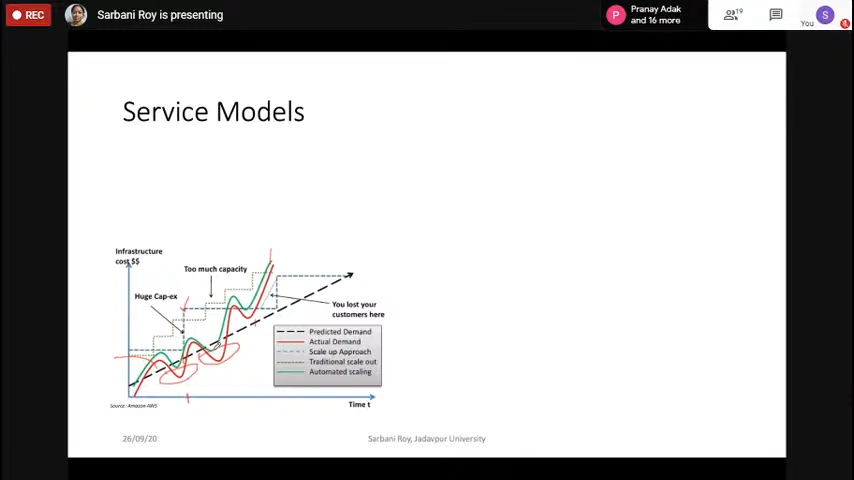 REC
Sarbani Roy is presenting
Pranay Adak
and 16 more
P
19
You
S
Service Models
Infrastructure
cost $$
Too much capacity
Huge Cap-ex
You lost your
customers here
Predicted Demand
Actual Demand
Scale up Approach
Traditional scale out
Automated scaling
Time t
Source : Amazon AWS
26/09/20
Sarbani Roy, Jadavpur University